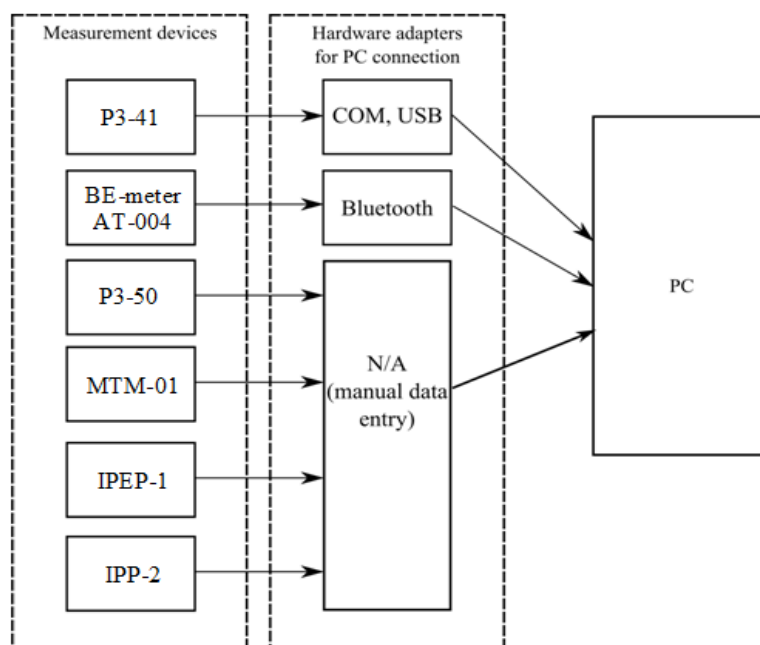 Measurement devices
Hardware adapters
for PC connection
P3-41
COM, USB
BE-meter
AT-004
Bluetooth
P3-50
MTM-01
N/A
(manual data
entry)
IPEP-1
IPP-2
PC